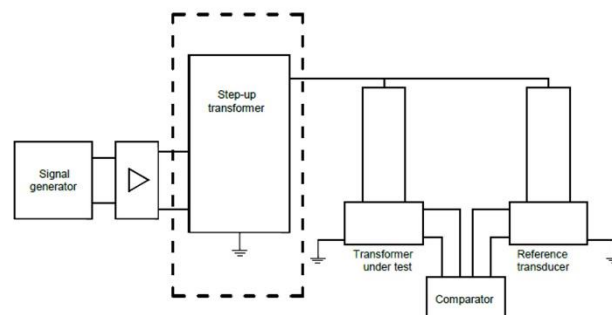 Step-up
transformer
Signal
generator
Transformer
under test
Reference
transducer
Comparator